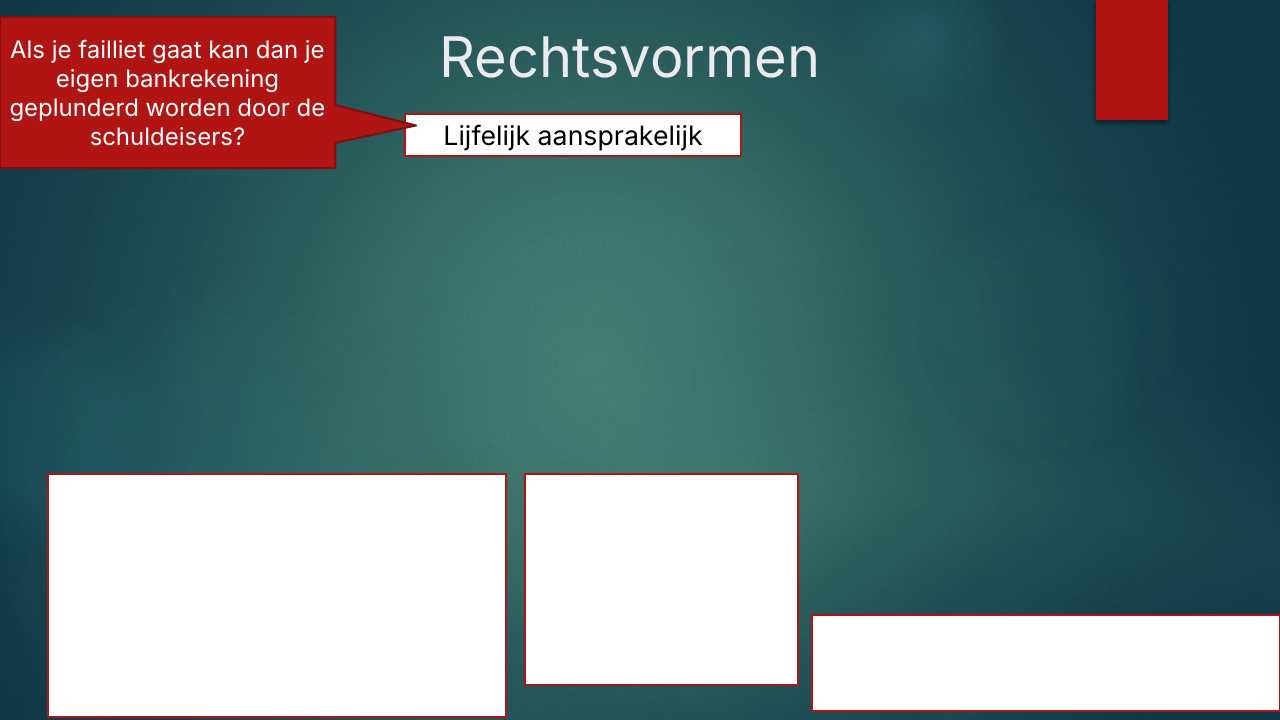 Als je failliet gaat kan dan je
eigen bankrekening
geplunderd worden door de
schuldeisers?
Rechtsvormen
Lijfelijk aansprakelijk